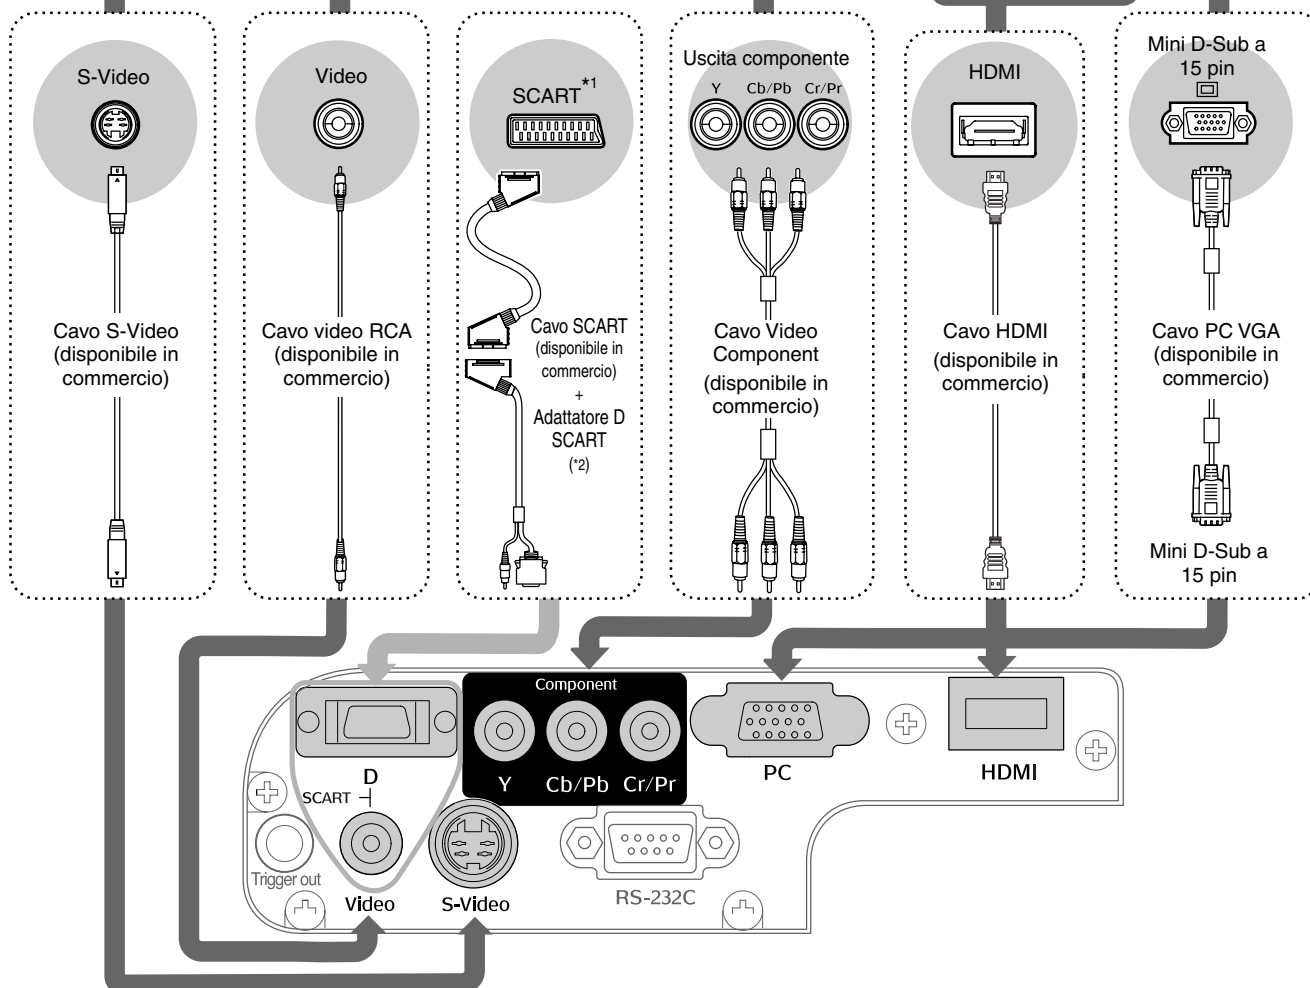 S-Video
Cavo S-Video
(disponibile in
commercio)
Video
Cavo video RCA
(disponibile in
commercio)
SCART*1
Cavo SCART
(disponibile in
commercio)
+
Adattatore D
SCART
(*2)
Uscita componente
Y Cb/Pb Cr/Pr
Cavo Video
Component
(disponibile in
commercio)
HDMI
Cavo HDMI
(disponibile in
commercio)
Mini D-Sub a
15 pin
Cavo PC VGA
(disponibile in
commercio)
Mini D-Sub a
15 pin
Component
Y Cb/Pb Cr/Pr
D
SCART
PC
HDMI
Trigger out
Video
S-Video
RS-232C